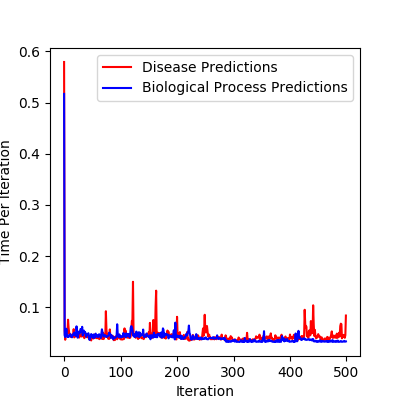 0.6
0.5
0.4
0.3
0.2
0.1
Time Per Iteration
Disease Predictions
Biological Process Predictions
0 100 200 300 400 500
Iteration